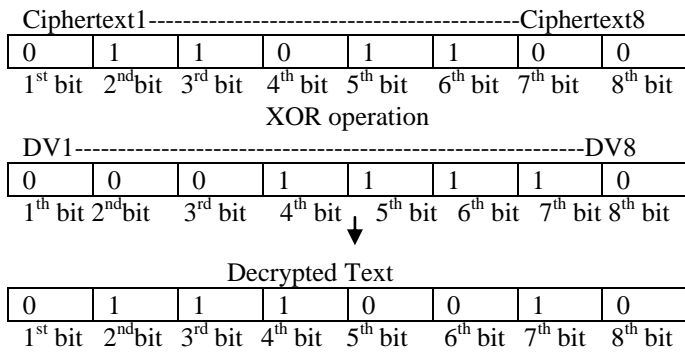 Ciphertext1-----------------------------------------Ciphertext8
0 1 1 0 1 1 0 0
1st bit 2ndbit 3rd bit 4th bit 5th bit 6th bit 7th bit 8th bit
XOR operation
DV1---------------------------------------------------------DV8
0 0 0 1 1 1 1 0
1th bit 2ndbit 3rd bit 4th bit 5th bit 6th bit 7th bit 8th bit
Decrypted Text
0 1 1 1 0 0 1 0
1st bit 2ndbit 3rd bit 4th bit 5th bit 6th bit 7th bit 8th bit